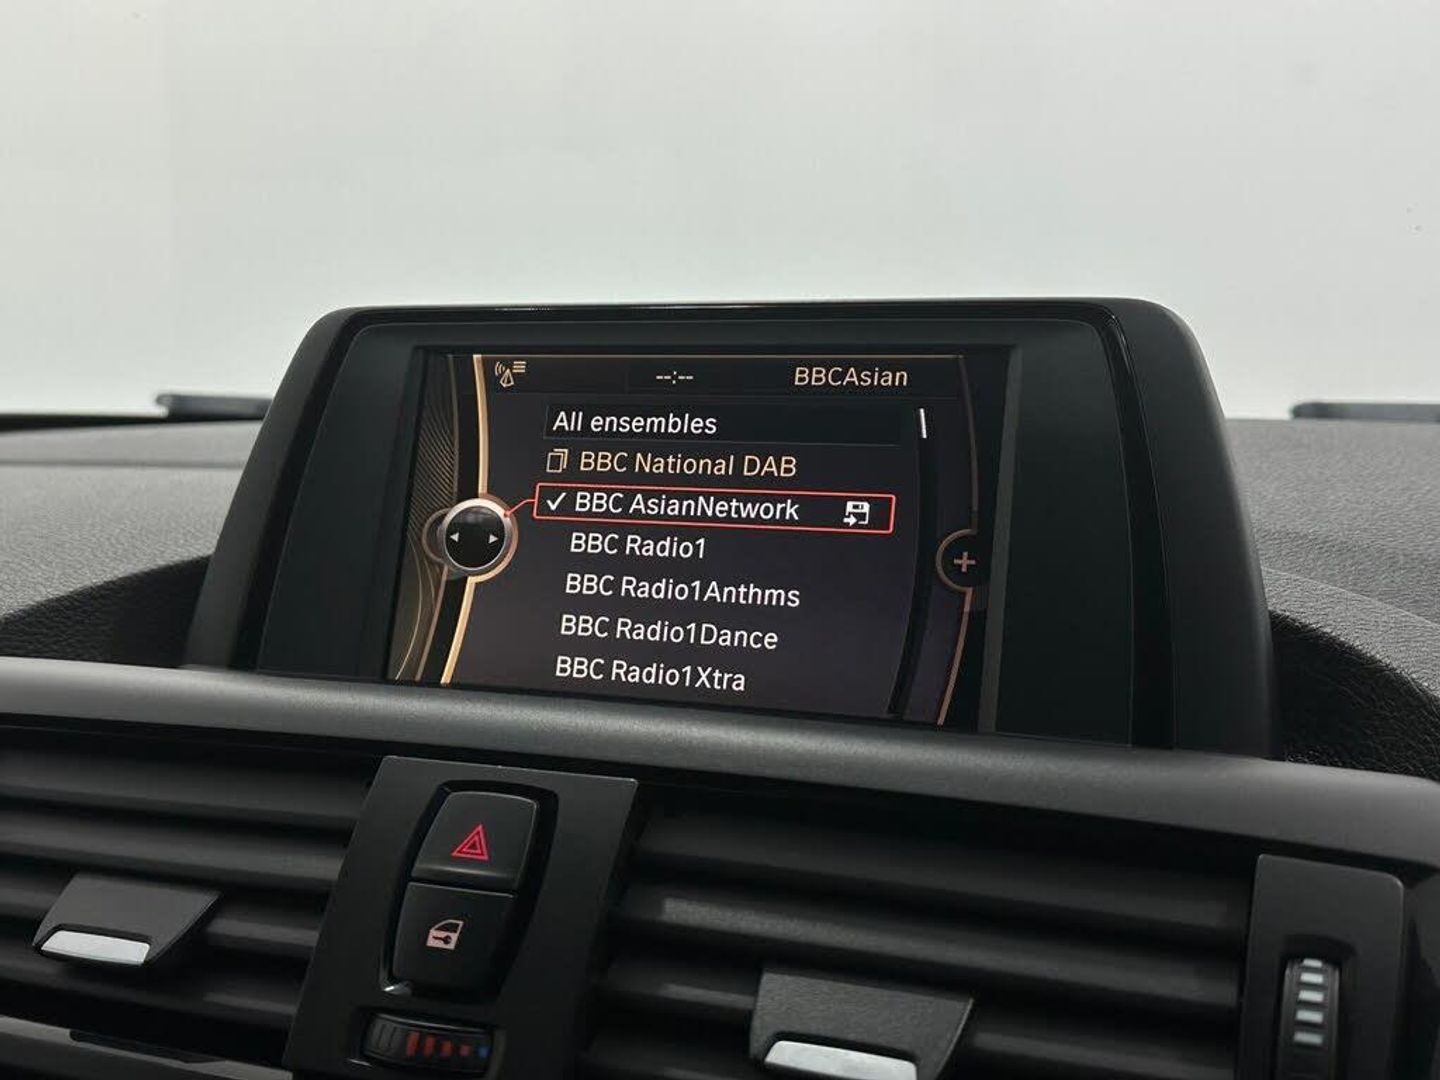 --:-- BBCAsian
All ensembles
BBC National DAB
BBC AsianNetwork
BBC Radio1
BBC Radio1Anthms
BBC Radio1Dance
BBC Radio1Xtra